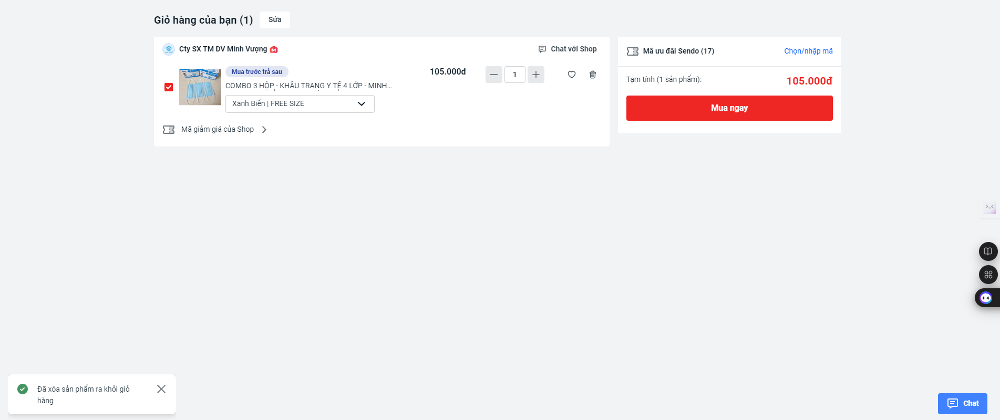 Giỏ hàng của bạn (1)
Sửa
Cty SX TM DV Minh Vượng
Chat với Shop
Mua trước trả sau
105.000đ
1
COMBO 3 HỘP - KHẨU TRANG Y TẾ 4 LỚP - MINH...
Xanh Biển | FREE SIZE
Mã giảm giá của Shop
Mã ưu đãi Sendo (17)
Chọn/nhập mã
Tạm tính (1 sản phẩm):
105.000đ
Mua ngay
Đã xóa sản phẩm ra khỏi giỏ
hàng
Chat